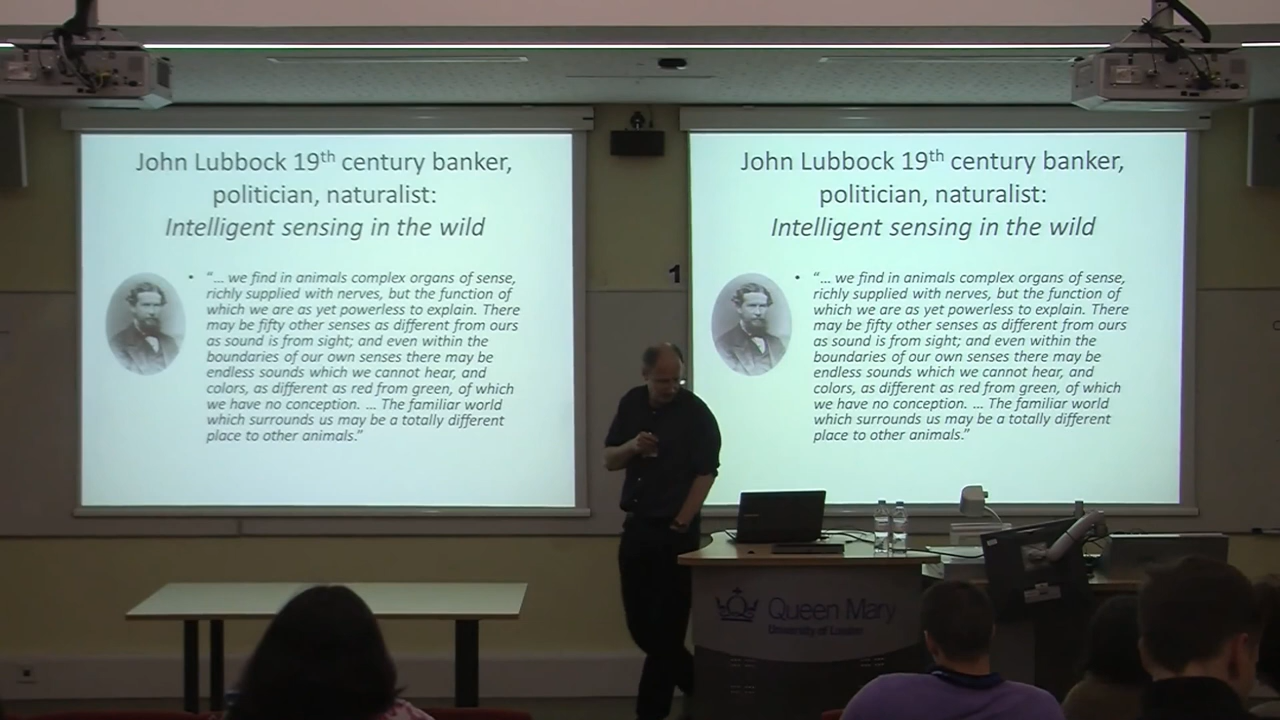 John Lubbock 19th century banker,
politician, naturalist:
Intelligent sensing in the wild
• “... we find in animals complex organs of sense,
richly supplied with nerves, but the function of
which we are as yet powerless to explain. There
may be fifty other senses as different from ours
as sound is from sight; and even within the
boundaries of our own senses there may be
endless sounds which we cannot hear, and
colors, as different as red from green, of which
we have no conception. ... The familiar world
which surrounds us may be a totally different
place to other animals.”
1
John Lubbock 19th century banker,
politician, naturalist:
Intelligent sensing in the wild
• “... we find in animals complex organs of sense,
richly supplied with nerves, but the function of
which we are as yet powerless to explain. There
may be fifty other senses as different from ours
as sound is from sight; and even within the
boundaries of our own senses there may be
endless sounds which we cannot hear, and
colors, as different as red from green, of which
we have no conception. ... The familiar world
which surrounds us may be a totally different
place to other animals.”
Queen Mary
University of London